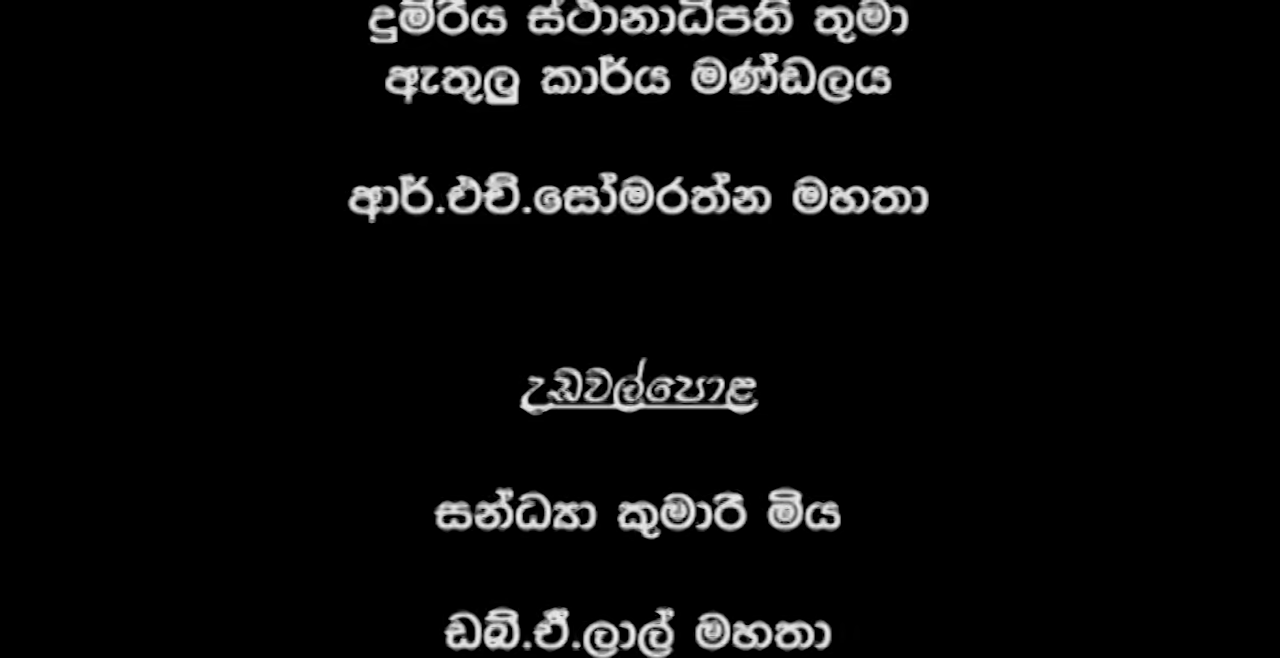 දුම්රිය ස්ථානාධිපති තුමා
ඇතුලු කාර්ය මණ්ඩලය
ආර්.එච්.සෝමරත්න මහතා
උඩවල්පොළ
සන්ධ්‍යා කුමාරි මිය
ඩබ්.ඒ.ලාල් මහතා